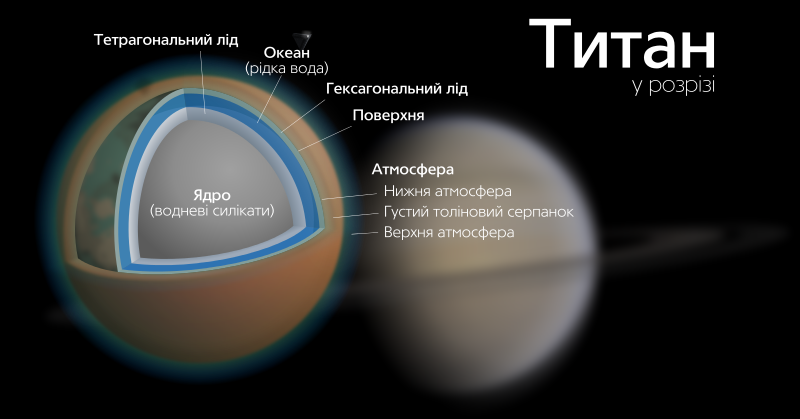 Титан
у розрізі
Тетрагональний лід
Океан
(рідка вода)
Гексагональний лід
Поверхня
Атмосфера
Нижня атмосфера
Густий толіновий серпанок
Верхня атмосфера
Ядро
(водневі силікати)